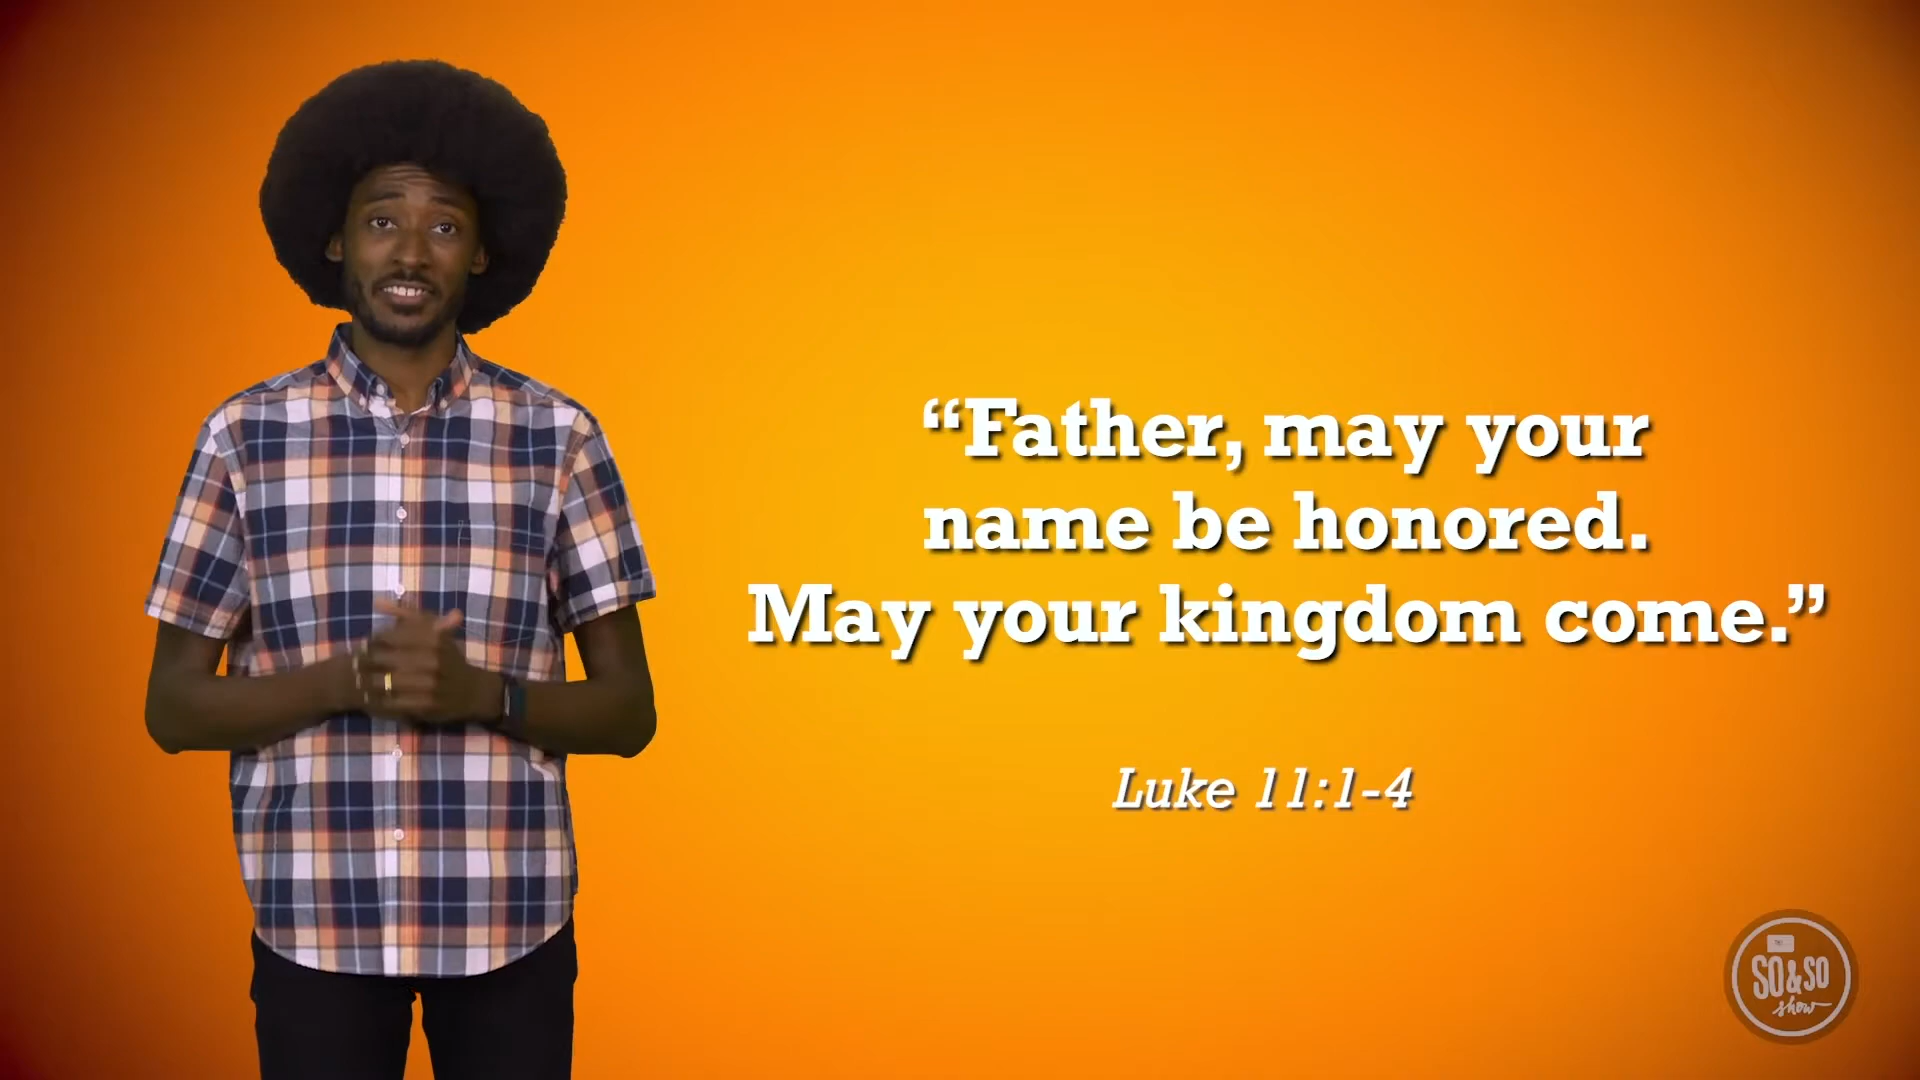 “Father, may your
name be honored.
May your kingdom come.”
Luke 11:1-4
SO&SO
show